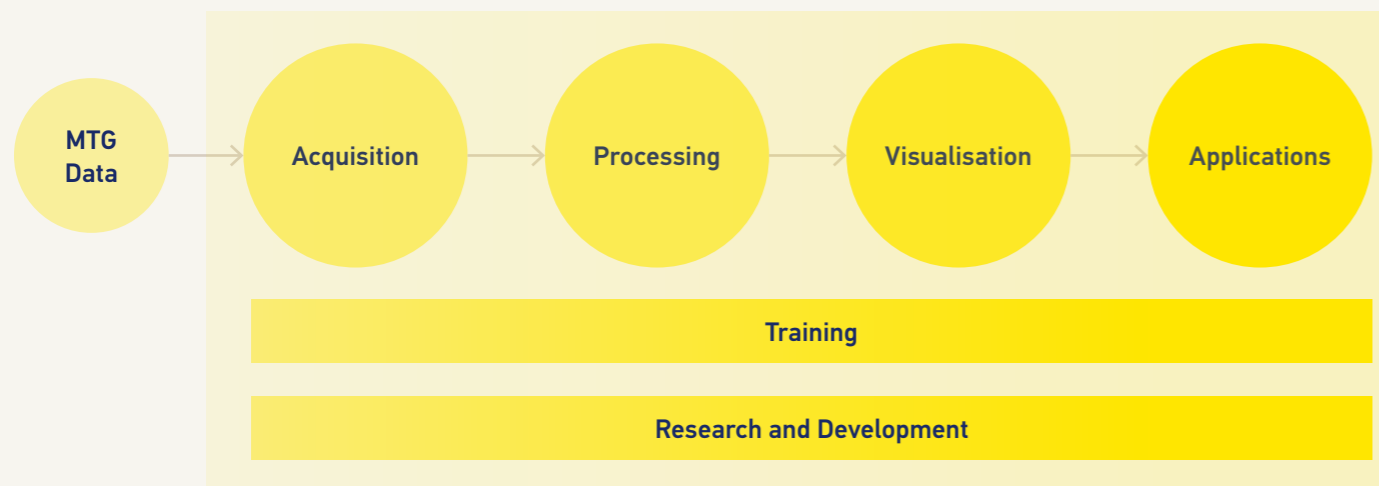 MTG
Data
Acquisition
Processing
Visualisation
Applications
Training
Research and Development